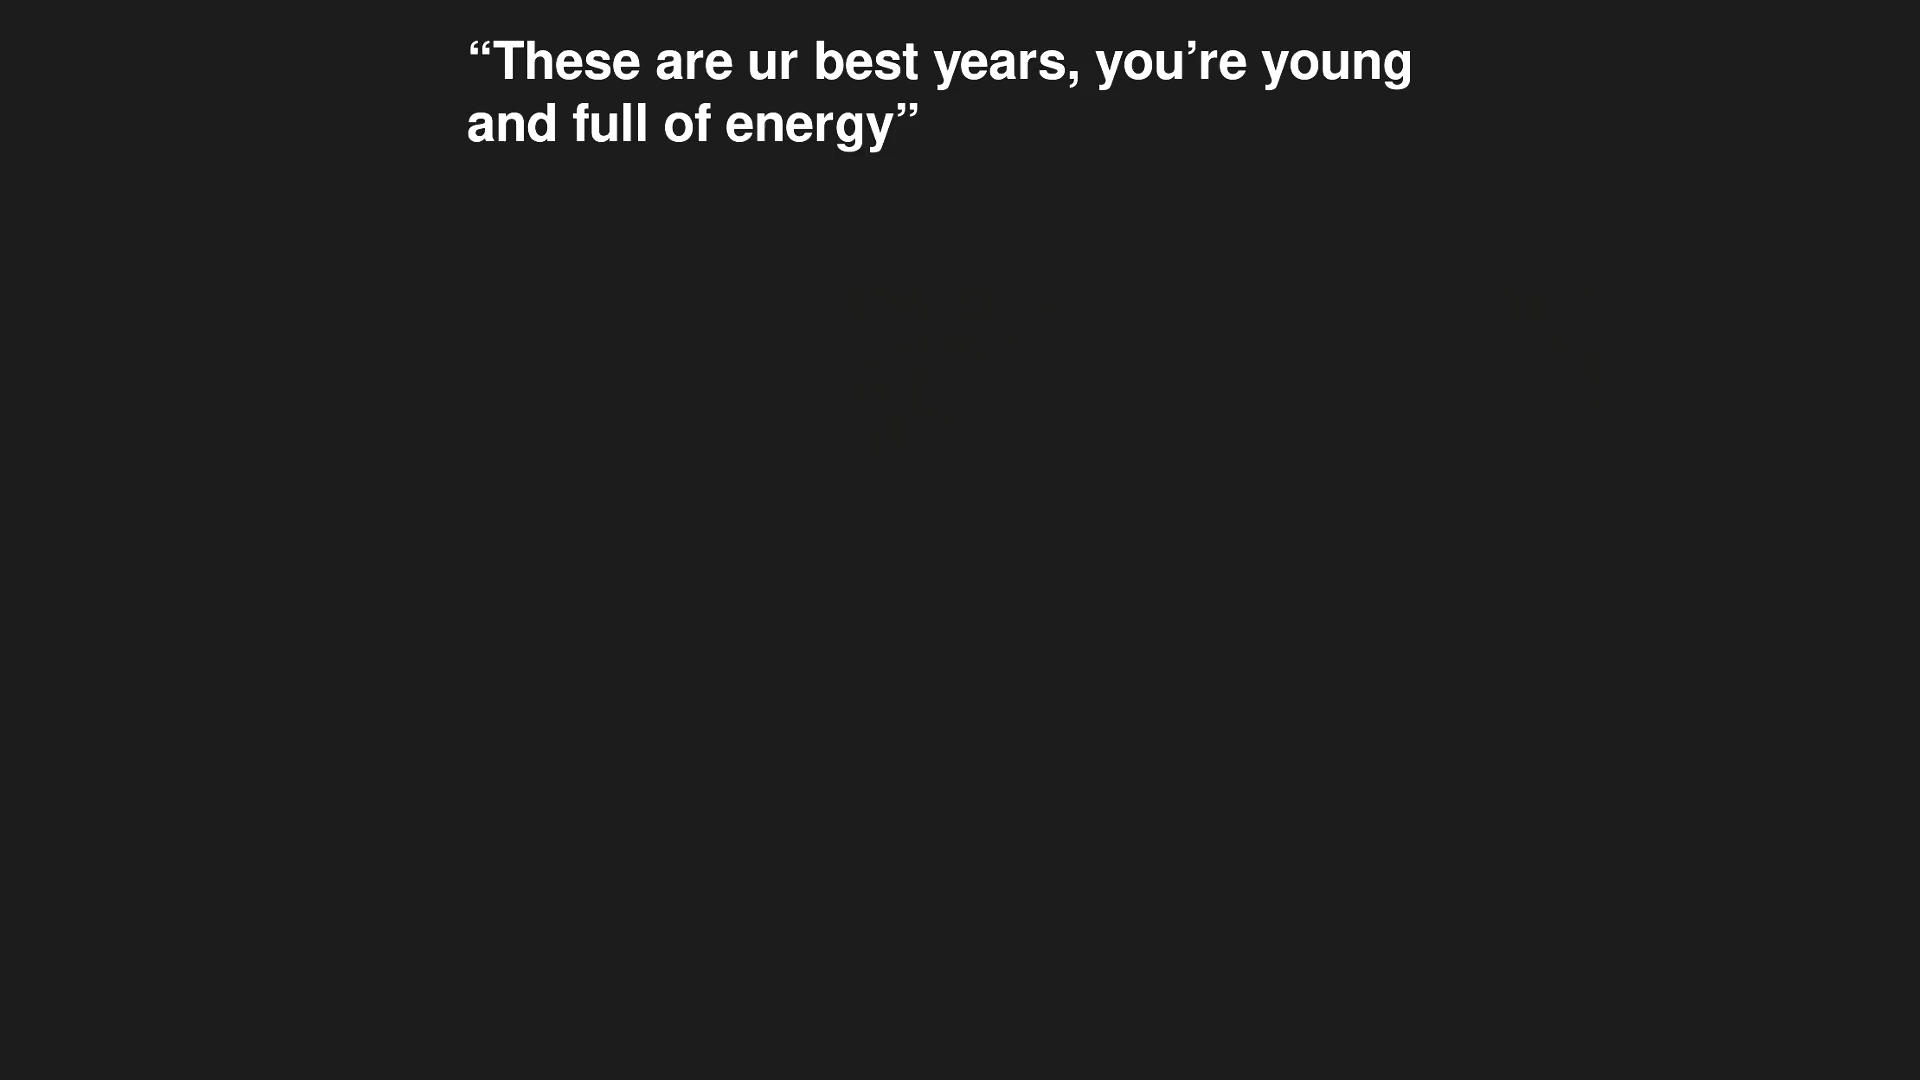 “These are ur best years, you’re young
and full of energy”